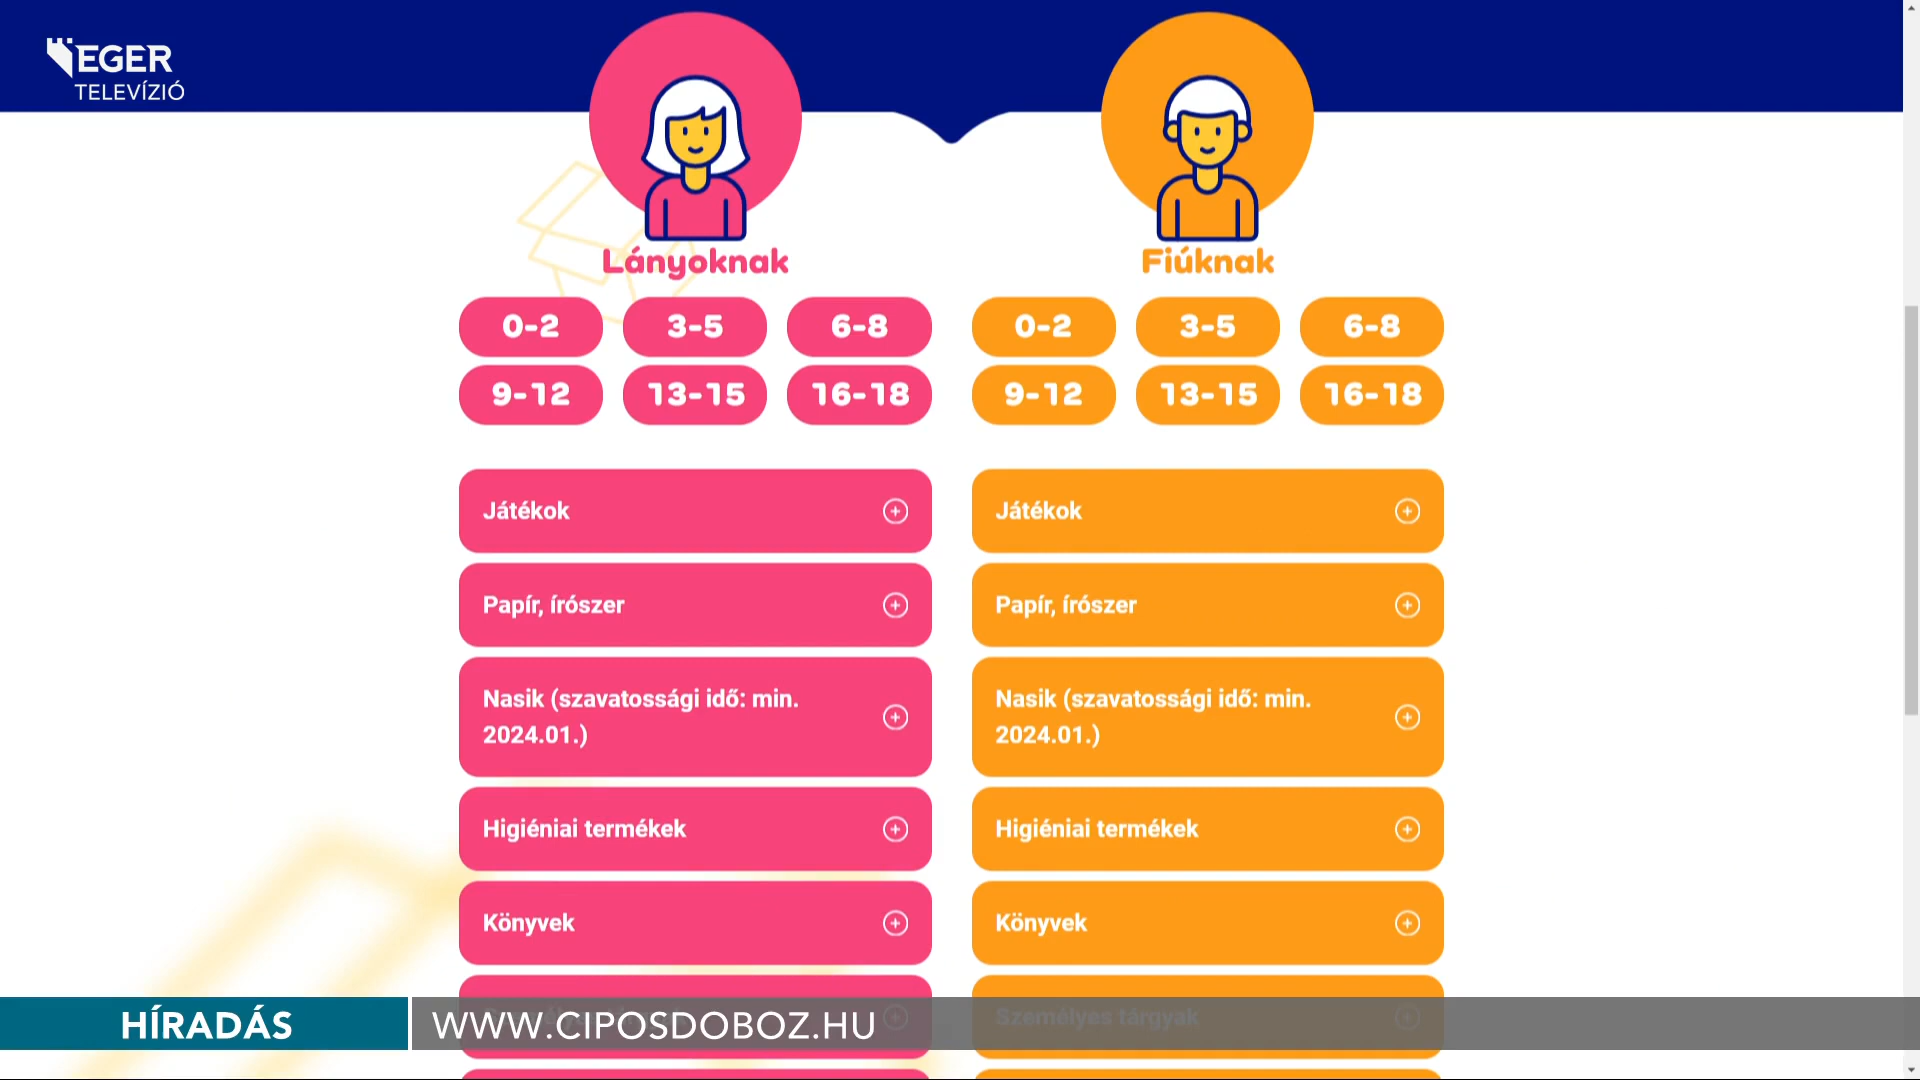 EGER
TELEVÍZIÓ
Lányoknak
0-2
3-5
6-8
9-12
13-15
16-18
Játékok
Papír, írószer
Nasik (szavatossági idő: min.
2024.01.)
Higiéniai termékek
Könyvek
Fiúknak
0-2
3-5
6-8
9-12
13-15
16-18
Játékok
Papír, írószer
Nasik (szavatossági idő: min.
2024.01.)
Higiéniai termékek
Könyvek
Személyes tárgyak
HÍRADÁS
WWW.CIPOSDOBOZ.HU